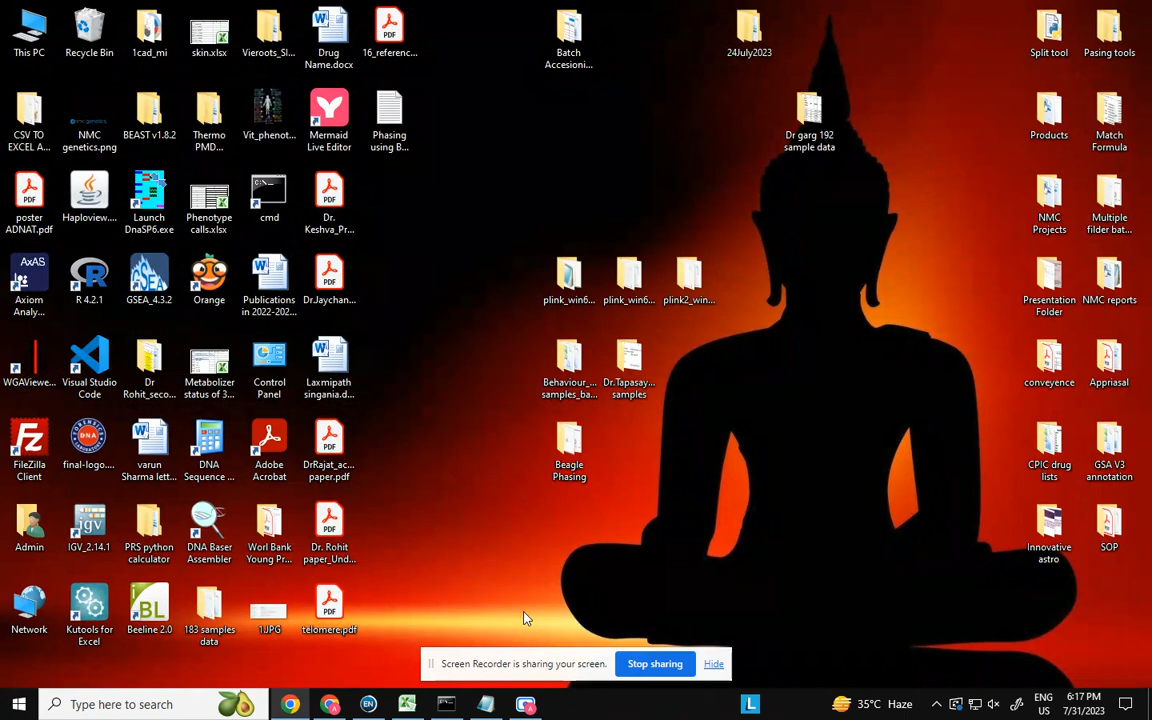 This PC
Recycle Bin
1cad_mi
skin.xlsx
Vieroots_Sl...
Drug
Name.docx
16_referenc...
Batch
Accesioni...
24July2023
Split tool
Pasing tools
CSV TO
EXCEL A...
NMC
genetics.png
BEAST v1.8.2
Thermo
PMD...
Vit_phenot...
Mermaid
Live Editor
Phasing
using B...
Dr garg 192
sample data
Products
Match
Formula
poster
ADNAT.pdf
Haploview....
Launch
DnaSP6.exe
Phenotype
calls.xlsx
cmd
Dr.
Keshva_Pr...
NMC
Projects
Multiple
filder bat...
AxAS
Axiom
Analy...
R 4.2.1
GSEA_4.3.2
Orange
Publications
in 2022-202...
Dr.Jaychan...
plink_win6...
plink_win6...
plink2_win...
Presentation
Folder
NMC reports
WGAViewe...
Visual Studio
Code
Dr
Rohit_seco...
Metabolizer
status of 3...
Control
Panel
Laxmipath
singania.d...
Behaviour_...
samples_ba...
Dr.Tapasay...
samples
conveyence
Appriasal
FileZilla
Client
final-logo....
varun
Sharma lett...
DNA
Sequence ...
Adobe
Acrobat
DrRajat_ac...
paper.pdf
Beagle
Phasing
CPIC drug
lists
GSA V3
annotation
Admin
IGV_2.14.1
PRS python
calculator
DNA Baser
Assembler
Worl Bank
Young Pr...
Dr. Rohit
paper_Und...
Innovative
astro
SOP
Network
Kutools for
Excel
Beeline 2.0
183 samples
data
1JPG
telomere.pdf
Screen Recorder is sharing your screen.
Stop sharing
Hide
Type here to search
35°C Haze
ENG
US
6:17 PM
7/31/2023